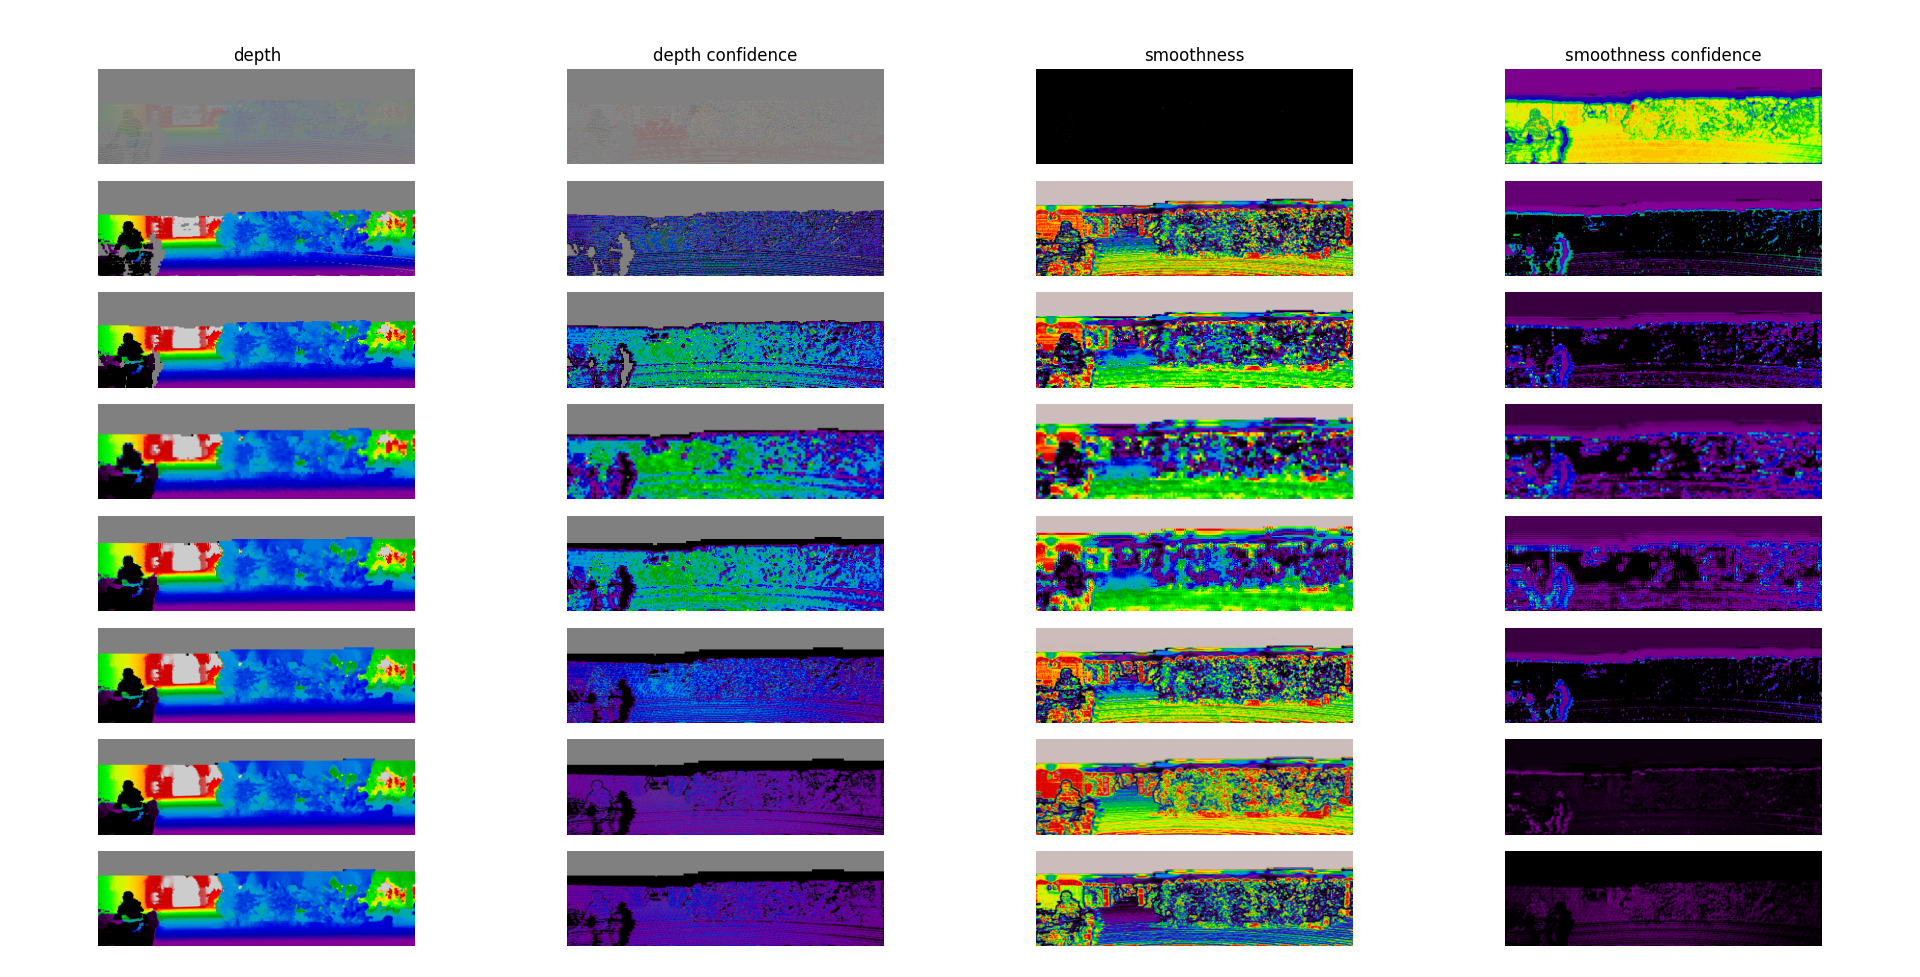 depth
depth confidence
smoothness
smoothness confidence